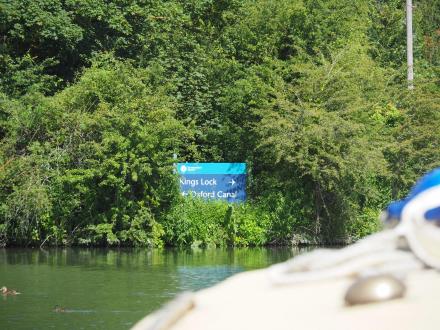 Kings Lock →
Oxford Canal